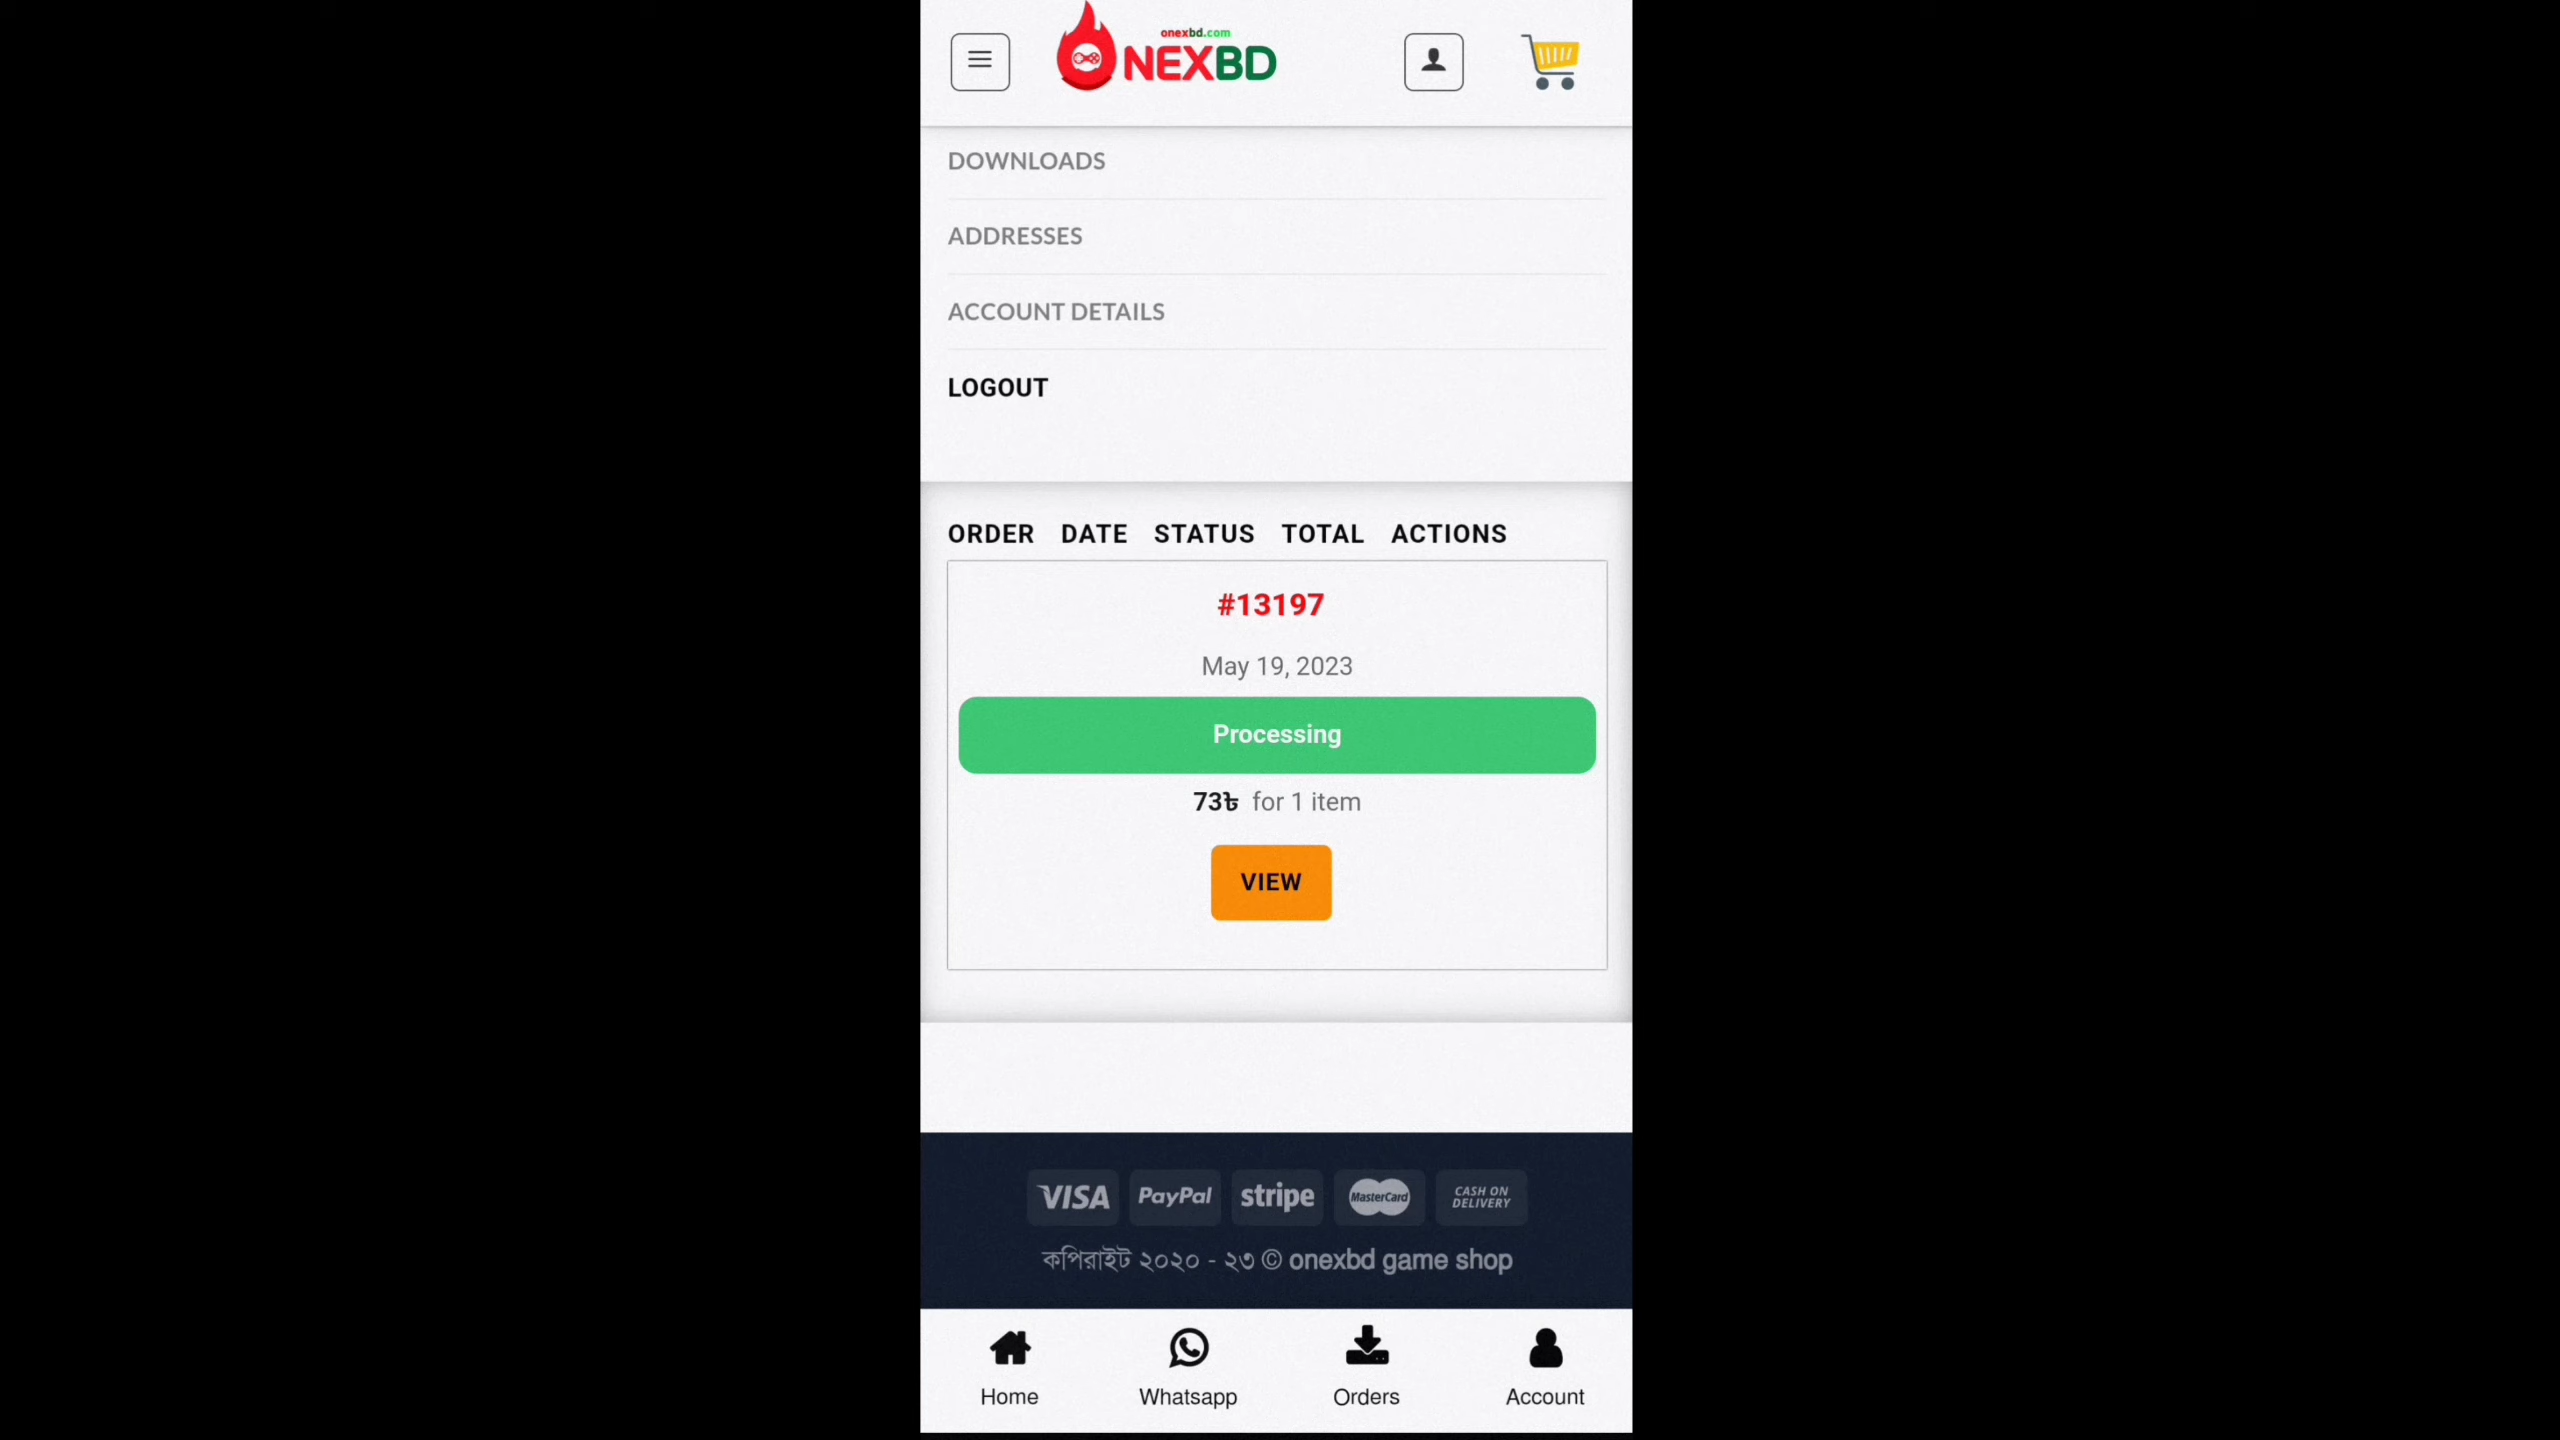 onexbd.com
NEXBD
DOWNLOADS
ADDRESSES
ACCOUNT DETAILS
LOGOUT
ORDER DATE STATUS TOTAL ACTIONS
#13197
May 19, 2023
Processing
73৳ for 1 item
VIEW
VISA PayPal stripe MasterCard CASH ON DELIVERY
কপিরাইট ২০২০ - ২৩ © onexbd game shop
Home Whatsapp Orders Account